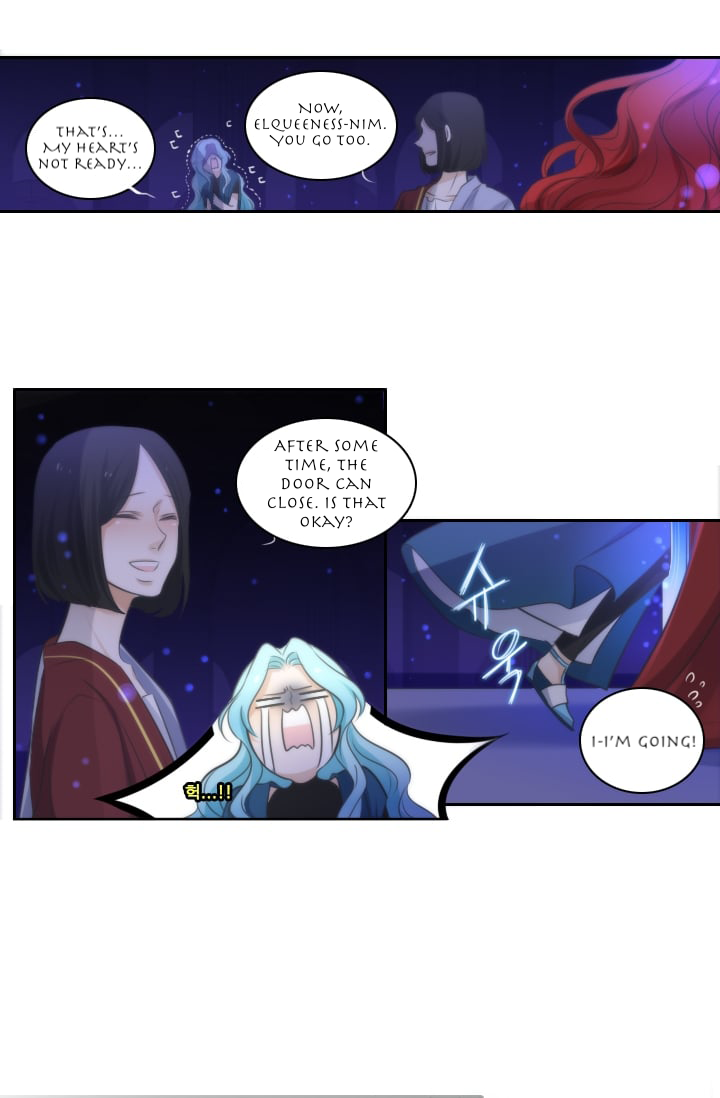 NOW,
ELQUEENESS-NIM.
YOU GO TOO.
THAT'S...
MY HEART'S
NOT READY...
AFTER SOME
TIME, THE
DOOR CAN
CLOSE. IS THAT
OKAY?
헉...!!
슈
욱
I-I'M GOING!